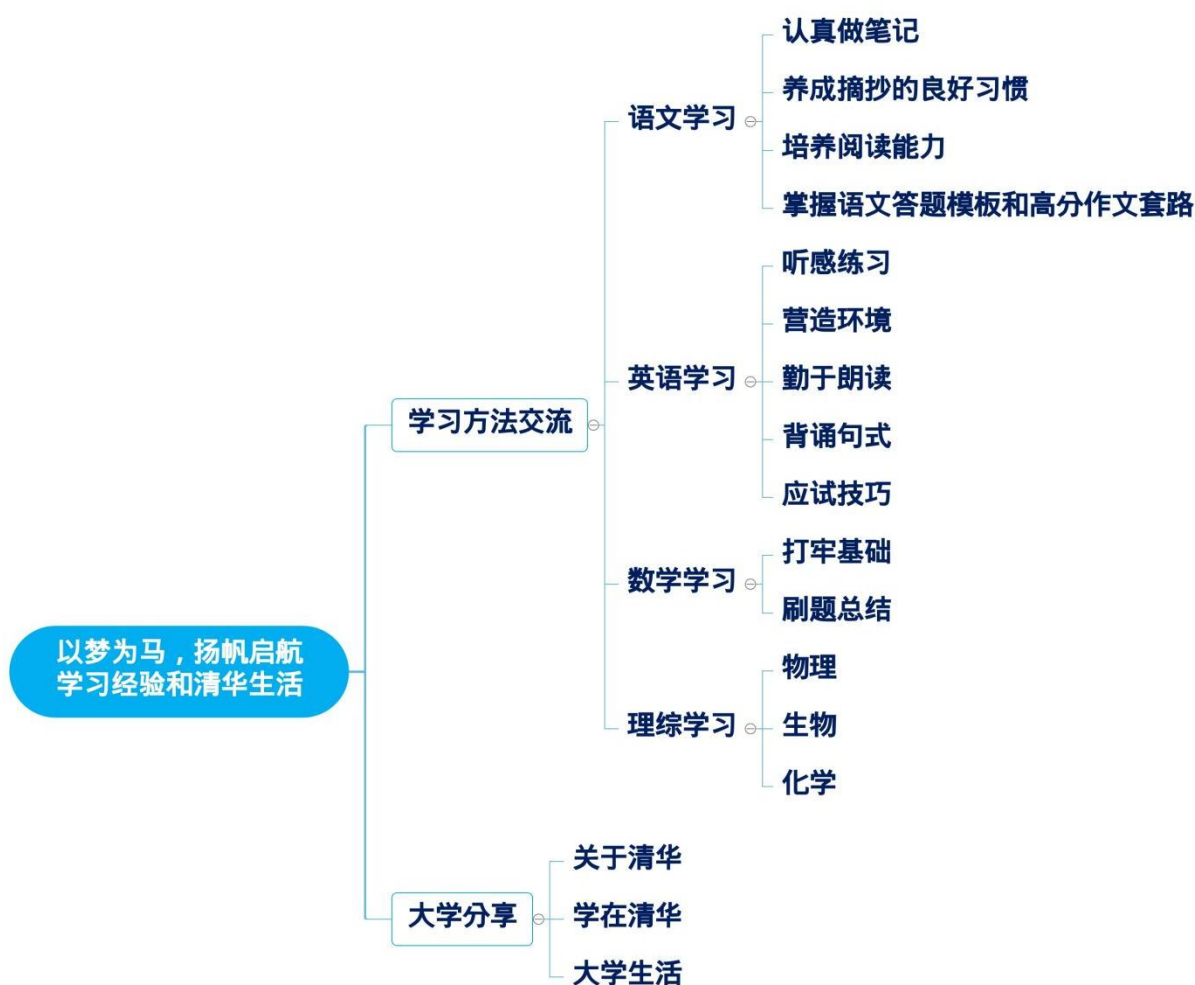 以梦为马，扬帆启航
学习经验和清华生活
学习方法交流
语文学习
认真做笔记
养成摘抄的良好习惯
培养阅读能力
掌握语文答题模板和高分作文套路
英语学习
听感练习
营造环境
勤于朗读
背诵句式
应试技巧
数学学习
打牢基础
刷题总结
理综学习
物理
生物
化学
大学分享
关于清华
学在清华
大学生活